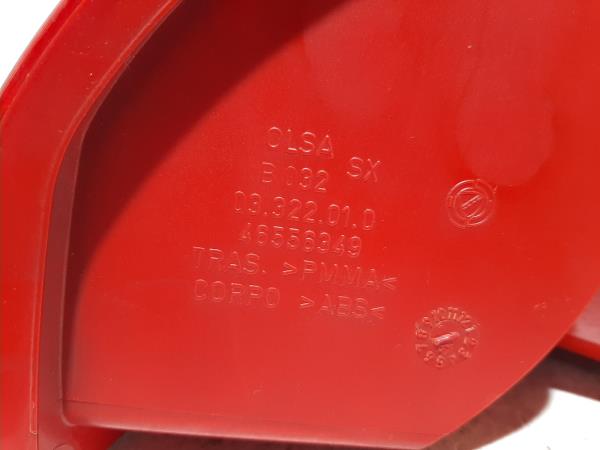 OLSA SX
B 032
03.322.01.0
46556349
TRAS. >PMMA<
CORPO >ABS<